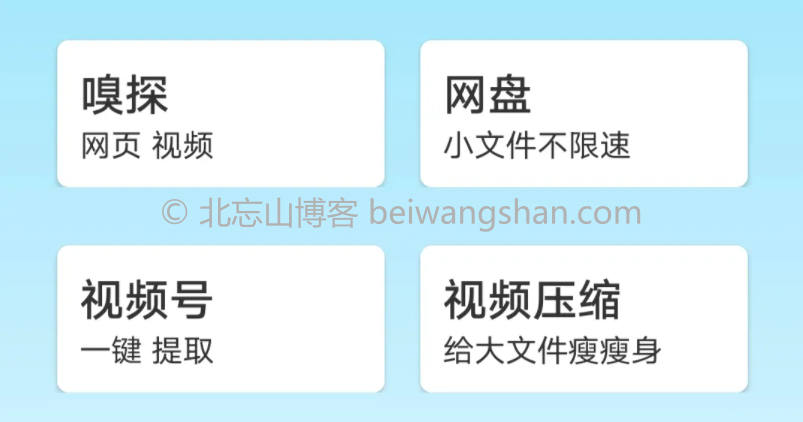 嗅探
网页 视频
网盘
小文件不限速
© 北忘山博客 beiwangshan.com
视频号
一键 提取
视频压缩
给大文件瘦瘦身